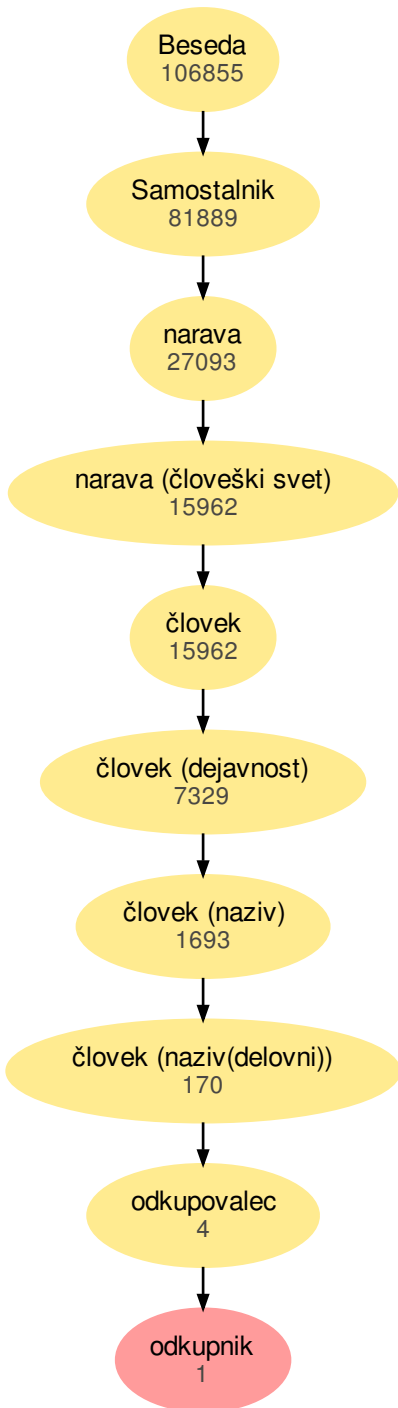 Beseda
106855
Samostalnik
81889
narava
27093
narava (človeški svet)
15962
človek
15962
človek (dejavnost)
7329
človek (naziv)
1693
človek (naziv(delovni))
170
odkupovalec
4
odkupnik
1